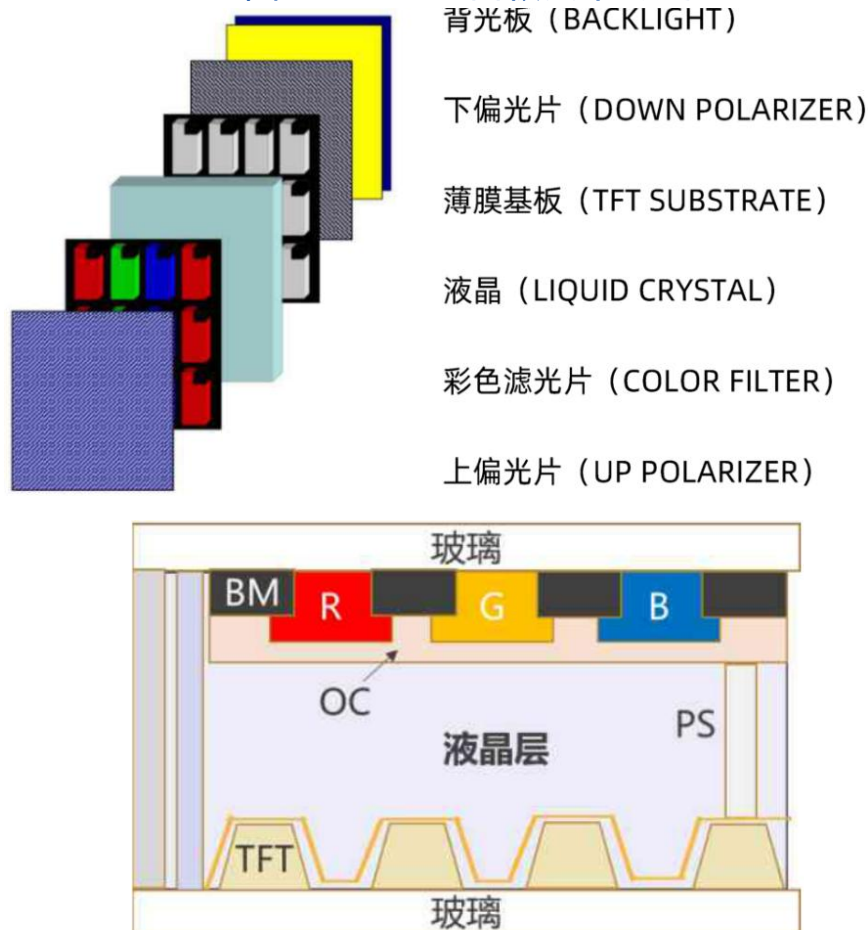 背光板（BACKLIGHT）
下偏光片（DOWN POLARIZER）
薄膜基板（TFT SUBSTRATE）
液晶（LIQUID CRYSTAL）
彩色滤光片（COLOR FILTER）
上偏光片（UP POLARIZER）
玻璃
BM R G B
OC
PS
液晶层
TFT
玻璃